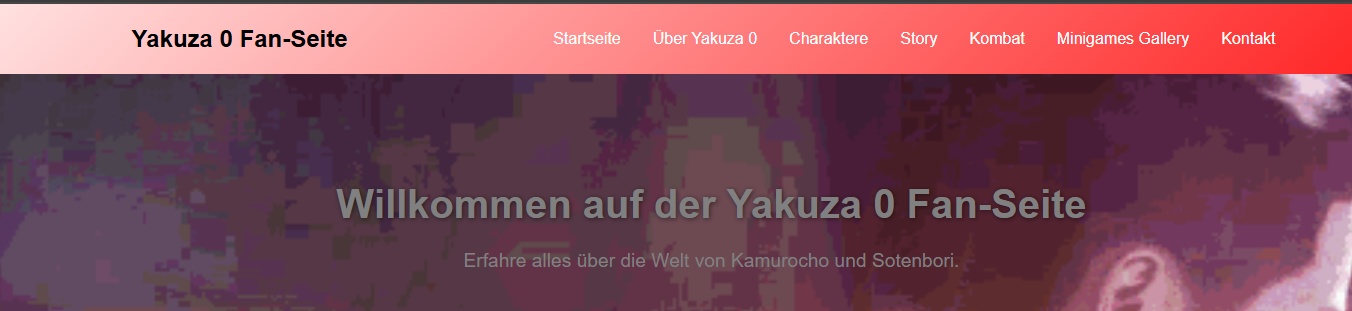 Yakuza 0 Fan-Seite
Startseite Über Yakuza 0 Charaktere Story Kombat Minigames Gallery Kontakt
Willkommen auf der Yakuza 0 Fan-Seite
Erfahre alles über die Welt von Kamurocho und Sotenbori.